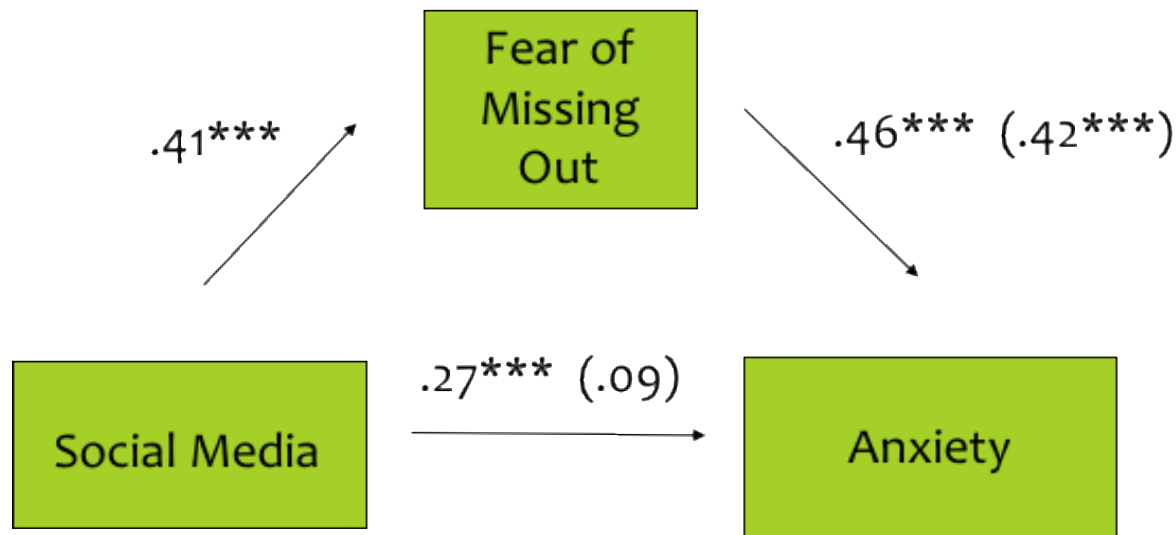 Fear of
Missing
Out
.41***
.46*** (.42***)
.27*** (.09)
Social Media
Anxiety